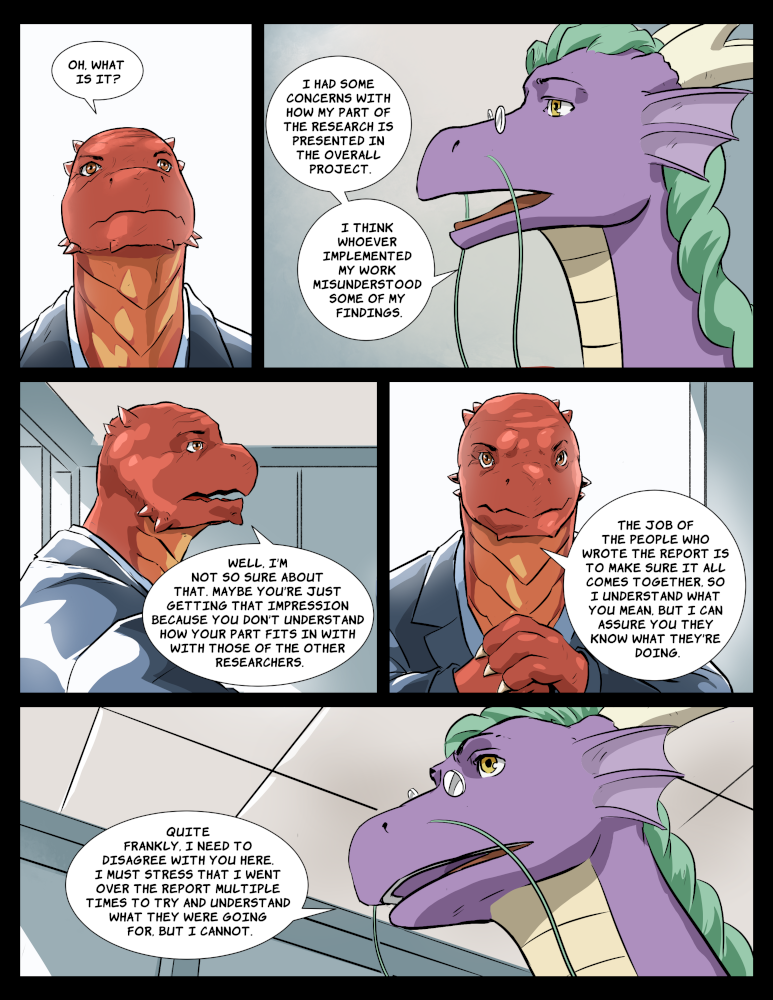 OH. WHAT
IS IT?
I HAD SOME
CONCERNS WITH
HOW MY PART OF
THE RESEARCH IS
PRESENTED IN
THE OVERALL
PROJECT.
I THINK
WHOEVER
IMPLEMENTED
MY WORK
MISUNDERSTOOD
SOME OF MY
FINDINGS.
WELL, I'M
NOT SO SURE ABOUT
THAT. MAYBE YOU'RE JUST
GETTING THAT IMPRESSION
BECAUSE YOU DON'T UNDERSTAND
HOW YOUR PART FITS IN WITH
WITH THOSE OF THE OTHER
RESEARCHERS.
THE JOB OF
THE PEOPLE WHO
WROTE THE REPORT IS
TO MAKE SURE IT ALL
COMES TOGETHER. SO
I UNDERSTAND WHAT
YOU MEAN, BUT I CAN
ASSURE YOU THEY
KNOW WHAT THEY'RE
DOING.
QUITE
FRANKLY, I NEED TO
DISAGREE WITH YOU HERE.
I MUST STRESS THAT I WENT
OVER THE REPORT MULTIPLE
TIMES TO TRY AND UNDERSTAND
WHAT THEY WERE GOING
FOR, BUT I CANNOT.